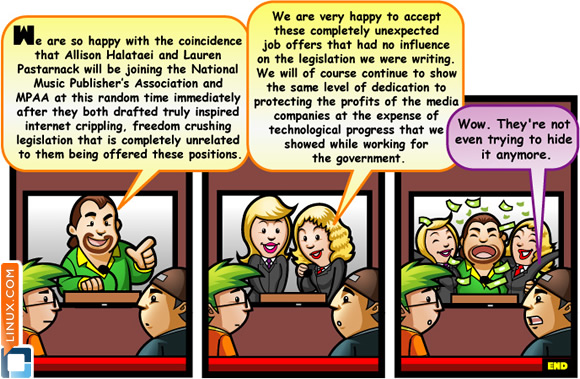 We are so happy with the coincidence
that Allison Halataei and Lauren
Pastarnack will be joining the National
Music Publisher's Association and
MPAA at this random time immediately
after they both drafted truly inspired
internet crippling, freedom crushing
legislation that is completely unrelated
to them being offered these positions.
We are very happy to accept
these completely unexpected
job offers that had no influence
on the legislation we were writing.
We will of course continue to show
the same level of dedication to
protecting the profits of the media
companies at the expense of
technological progress that we
showed while working for
the government.
Wow. They're not
even trying to hide
it anymore.
LINUX.COM
END